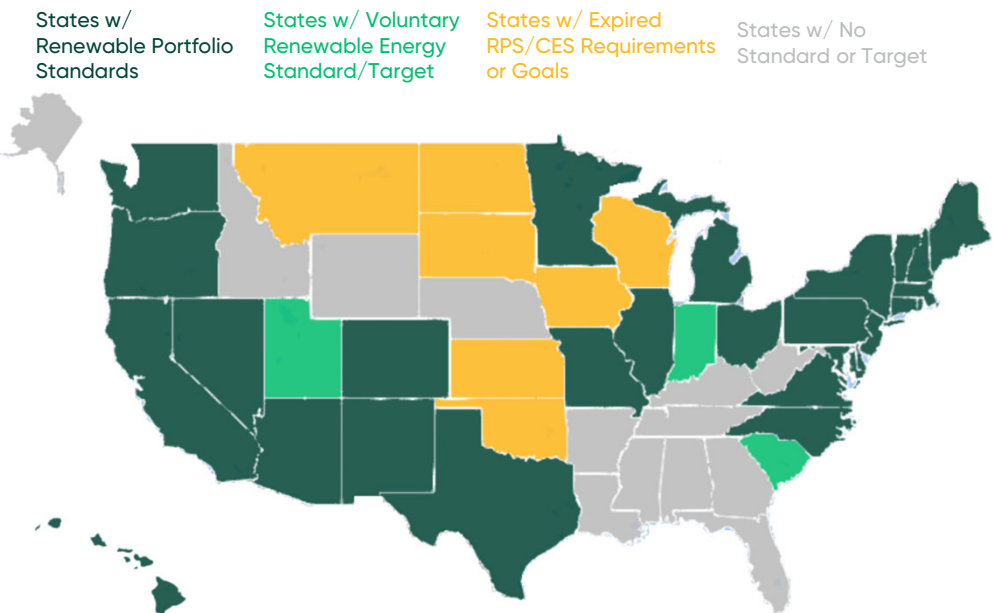 States w/
Renewable Portfolio
Standards
States w/ Voluntary
Renewable Energy
Standard/Target
States w/ Expired
RPS/CES Requirements
or Goals
States w/ No
Standard or Target